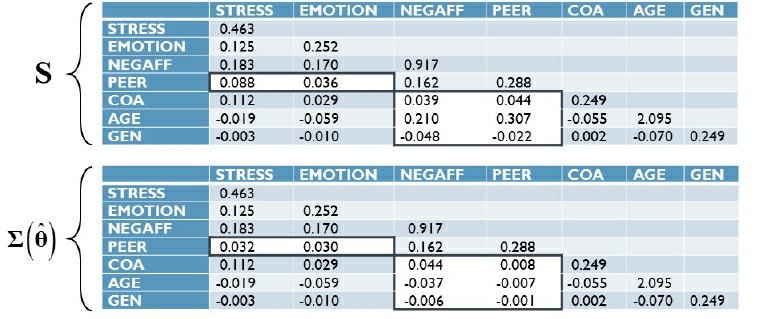 STRESS EMOTION NEGAFF PEER COA AGE GEN
STRESS 0.463
EMOTION 0.125 0.252
NEGAFF 0.183 0.170 0.917
PEER 0.088 0.036 0.162 0.288
COA 0.112 0.029 0.039 0.044 0.249
AGE -0.019 -0.059 0.210 0.307 -0.055 2.095
GEN -0.003 -0.010 -0.048 -0.022 0.002 -0.070 0.249
S
STRESS EMOTION NEGAFF PEER COA AGE GEN
STRESS 0.463
EMOTION 0.125 0.252
NEGAFF 0.183 0.170 0.917
PEER 0.032 0.030 0.162 0.288
COA 0.112 0.029 0.044 0.008 0.249
AGE -0.019 -0.059 -0.037 -0.007 -0.055 2.095
GEN -0.003 -0.010 -0.006 -0.001 0.002 -0.070 0.249
Σ(θ̂)